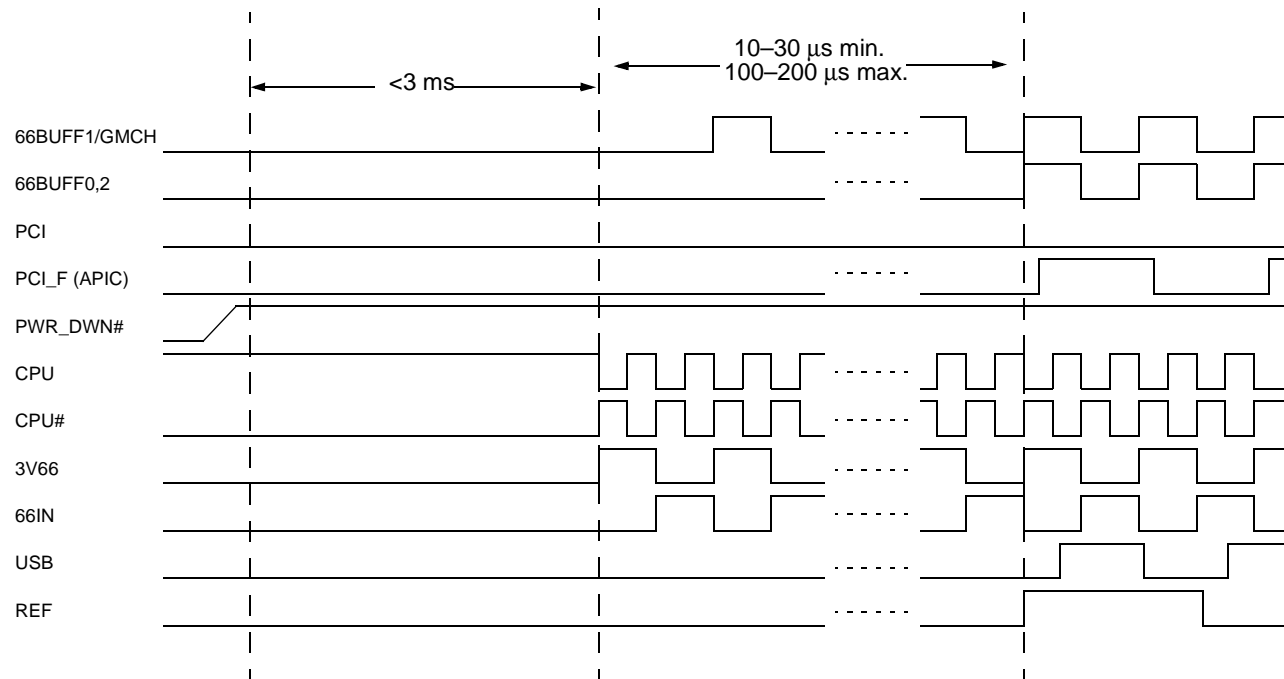 10–30 µs min.
100–200 µs max.
<3 ms
66BUFF1/GMCH
66BUFF0,2
PCI
PCI_F (APIC)
PWR_DWN#
CPU
CPU#
3V66
66IN
USB
REF